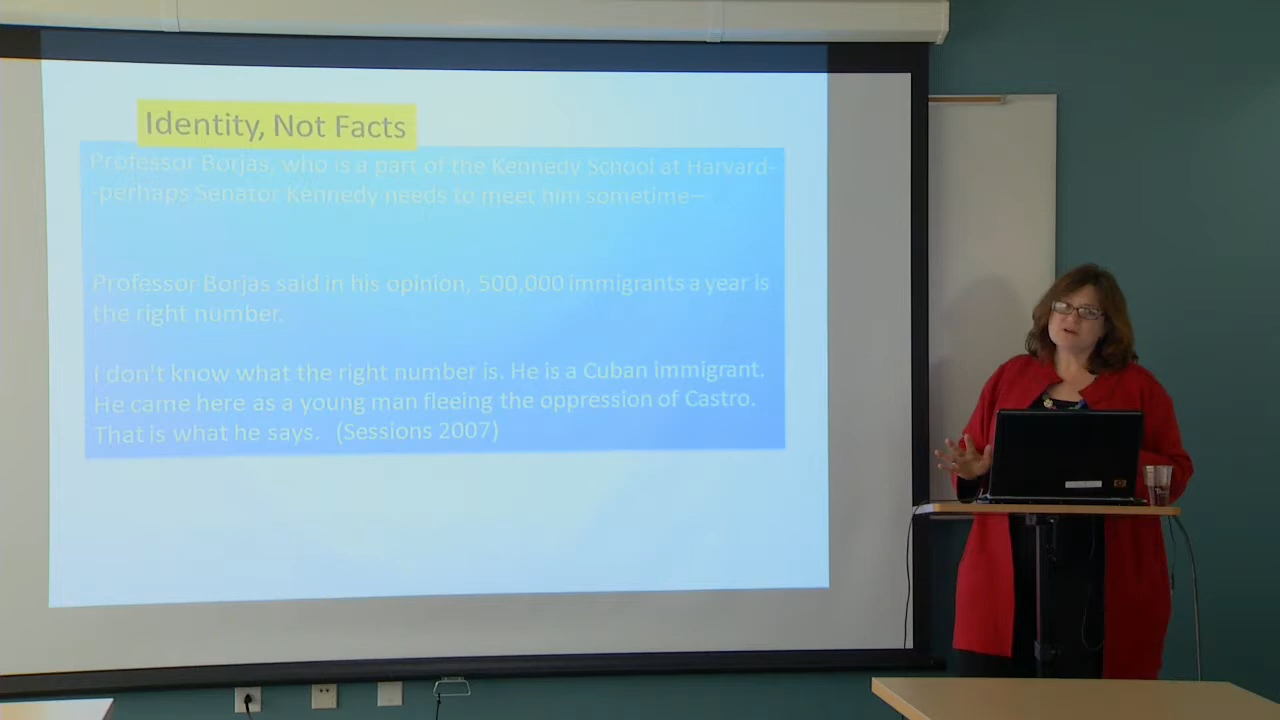 Identity, Not Facts
Professor Borjas, who is a part of the Kennedy School at Harvard-
-perhaps Senator Kennedy needs to meet him sometime–
Professor Borjas said in his opinion, 500,000 immigrants a year is
the right number.
I don't know what the right number is. He is a Cuban immigrant.
He came here as a young man fleeing the oppression of Castro.
That is what he says. (Sessions 2007)